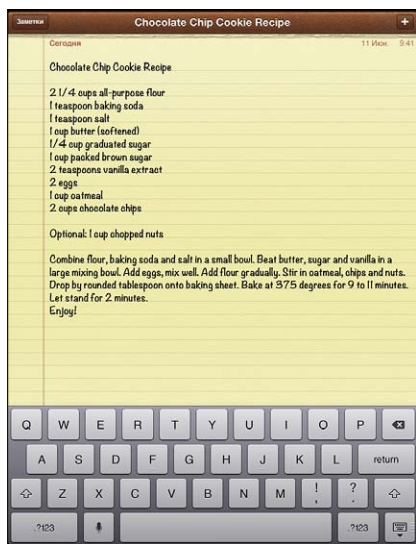 Заметки
Chocolate Chip Cookie Recipe
+
Сегодня
11 Июн. 9:41
Chocolate Chip Cookie Recipe
2 1/4 cups all-purpose flour
1 teaspoon baking soda
1 teaspoon salt
1 cup butter (softened)
1/4 cup graduated sugar
1 cup packed brown sugar
2 teaspoons vanilla extract
2 eggs
1 cup oatmeal
2 cups chocolate chips
Optional: 1 cup chopped nuts
Combine flour, baking soda and salt in a small bowl. Beat butter, sugar and vanilla in a
large mixing bowl. Add eggs, mix well. Add flour gradually. Stir in oatmeal, chips and nuts.
Drop by rounded tablespoon onto baking sheet. Bake at 375 degrees for 9 to 11 minutes.
Let stand for 2 minutes.
Enjoy!
Q W E R T Y U I O P
A S D F G H J K L return
Z X C V B N M ! , ? .
.?123 .?123